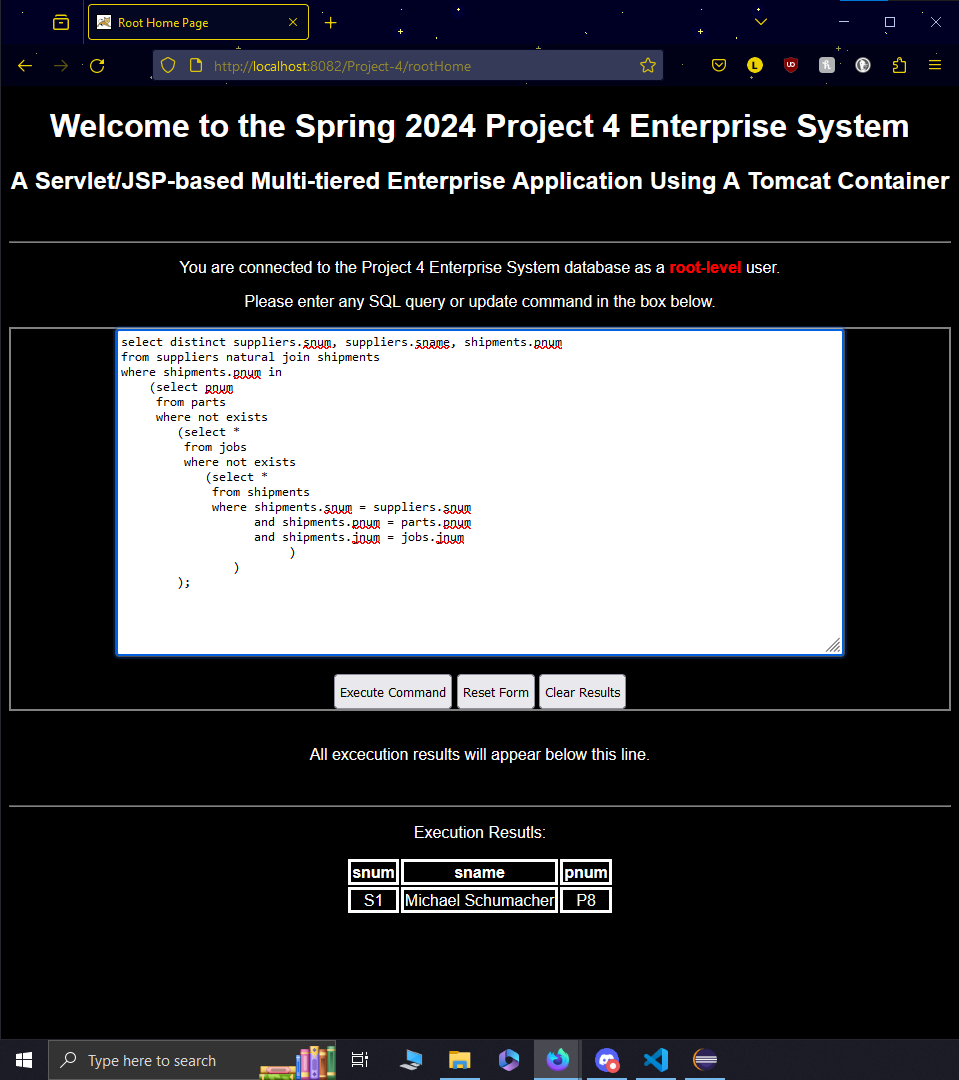 Root Home Page
http://localhost:8082/Project-4/rootHome
L
UD
Welcome to the Spring 2024 Project 4 Enterprise System
A Servlet/JSP-based Multi-tiered Enterprise Application Using A Tomcat Container
You are connected to the Project 4 Enterprise System database as a root-level user.
Please enter any SQL query or update command in the box below.
select distinct suppliers.snum, suppliers.sname, shipments.pnum
from suppliers natural join shipments
where shipments.pnum in
(select pnum
from parts
where not exists
(select *
from jobs
where not exists
(select *
from shipments
where shipments.snum = suppliers.snum
and shipments.pnum = parts.pnum
and shipments.jnum = jobs.jnum
)
)
);
Execute Command Reset Form Clear Results
All excecution results will appear below this line.
Execution Resutls:
snum sname pnum
S1 Michael Schumacher P8
Type here to search